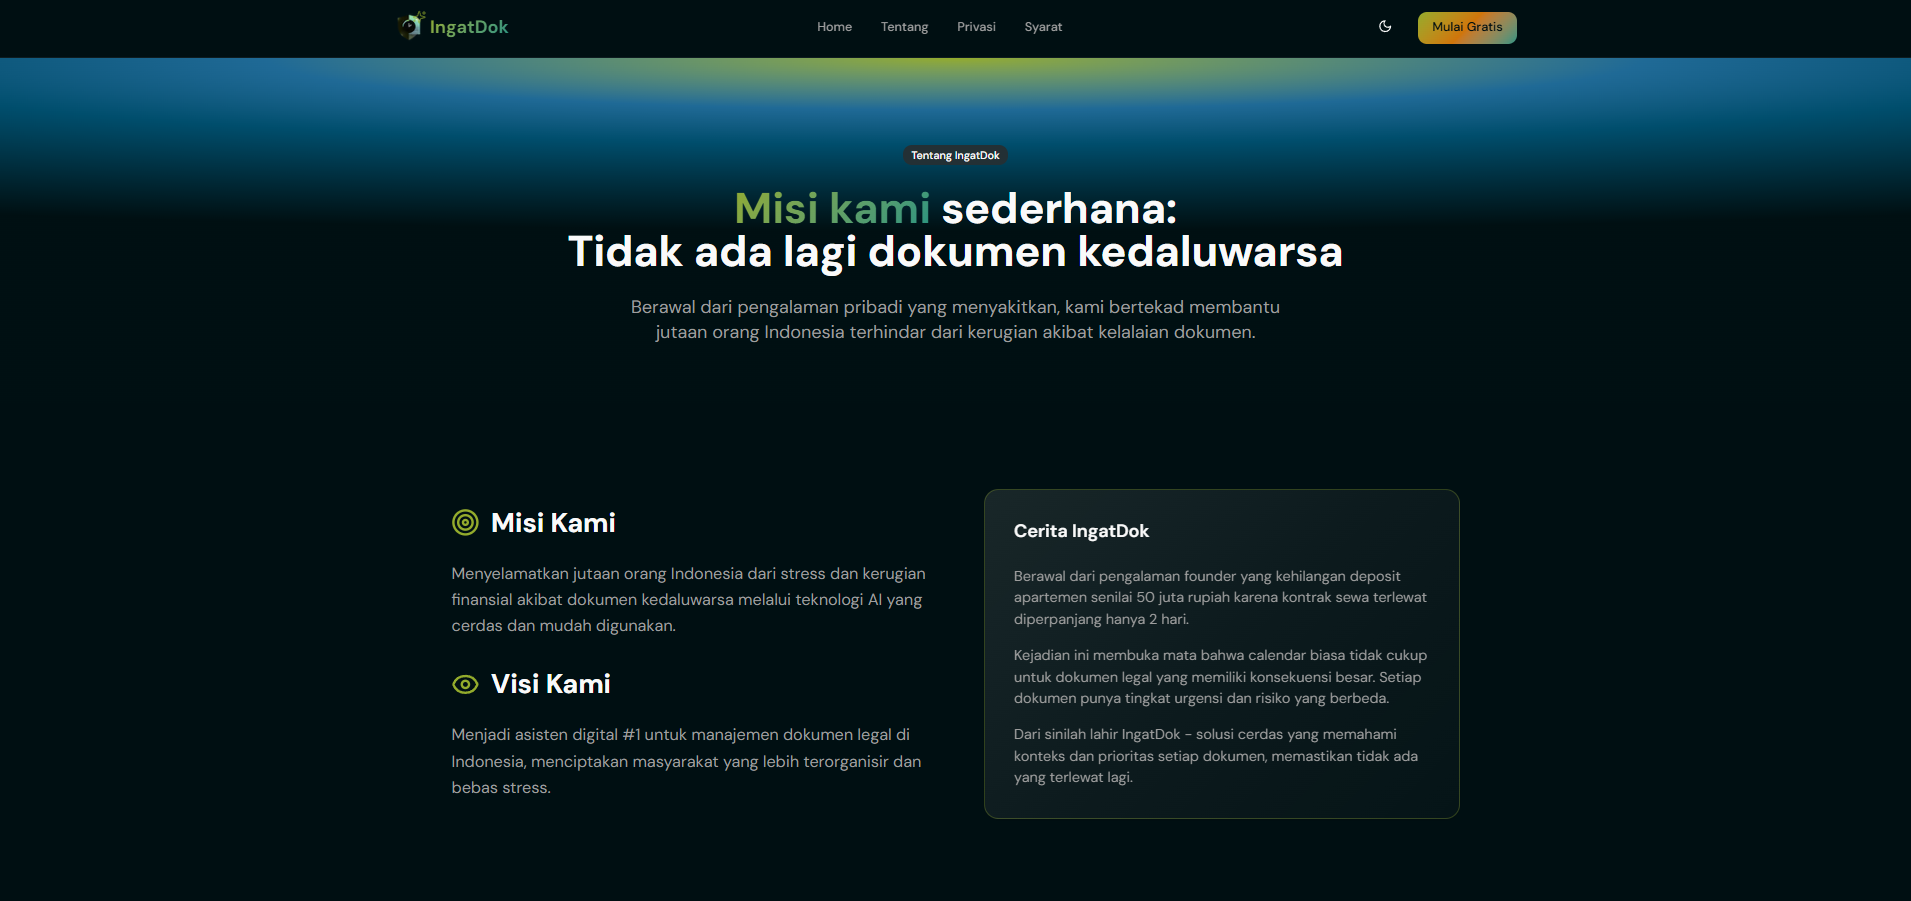 IngatDok
Home
Tentang
Privasi
Syarat
Mulai Gratis
Tentang IngatDok
Misi kami sederhana:
Tidak ada lagi dokumen kedaluwarsa
Berawal dari pengalaman pribadi yang menyakitkan, kami bertekad membantu
jutaan orang Indonesia terhindar dari kerugian akibat kelalaian dokumen.
Misi Kami
Menyelamatkan jutaan orang Indonesia dari stress dan kerugian
finansial akibat dokumen kedaluwarsa melalui teknologi AI yang
cerdas dan mudah digunakan.
Visi Kami
Menjadi asisten digital #1 untuk manajemen dokumen legal di
Indonesia, menciptakan masyarakat yang lebih terorganisir dan
bebas stress.
Cerita IngatDok
Berawal dari pengalaman founder yang kehilangan deposit
apartemen senilai 50 juta rupiah karena kontrak sewa terlewat
diperpanjang hanya 2 hari.
Kejadian ini membuka mata bahwa calendar biasa tidak cukup
untuk dokumen legal yang memiliki konsekuensi besar. Setiap
dokumen punya tingkat urgensi dan risiko yang berbeda.
Dari sinilah lahir IngatDok - solusi cerdas yang memahami
konteks dan prioritas setiap dokumen, memastikan tidak ada
yang terlewat lagi.